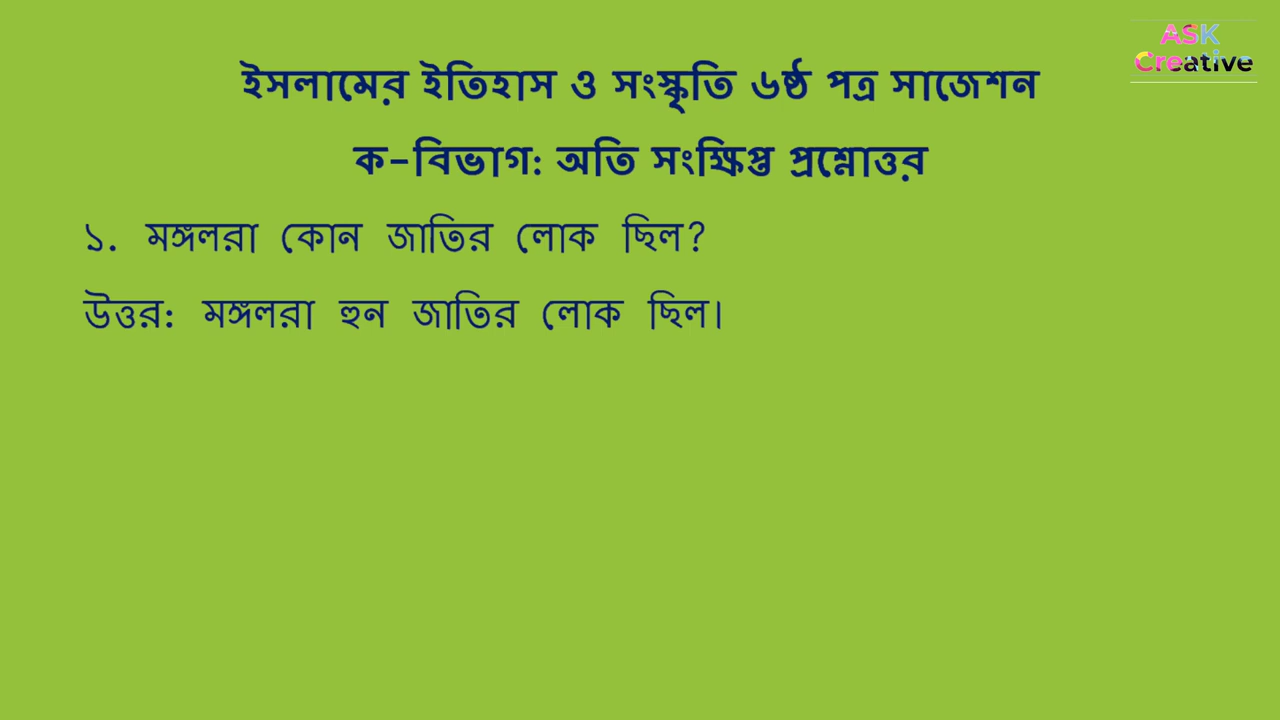 ASK
Creative
ইসলামের ইতিহাস ও সংস্কৃতি ৬ষ্ঠ পত্র সাজেশন
ক-বিভাগ: অতি সংক্ষিপ্ত প্রশ্নোত্তর
১. মঙ্গলরা কোন জাতির লোক ছিল?
উত্তর: মঙ্গলরা হুন জাতির লোক ছিল।